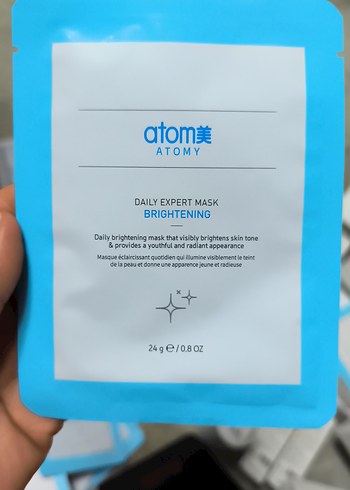 atom美
ATOMY
DAILY EXPERT MASK
BRIGHTENING
Daily brightening mask that visibly brightens skin tone
& provides a youthful and radiant appearance
Masque éclaircissant quotidien qui illumine visiblement le teint
de la peau et donne une apparence jeune et radieuse
24 g ℮ / 0.8 OZ